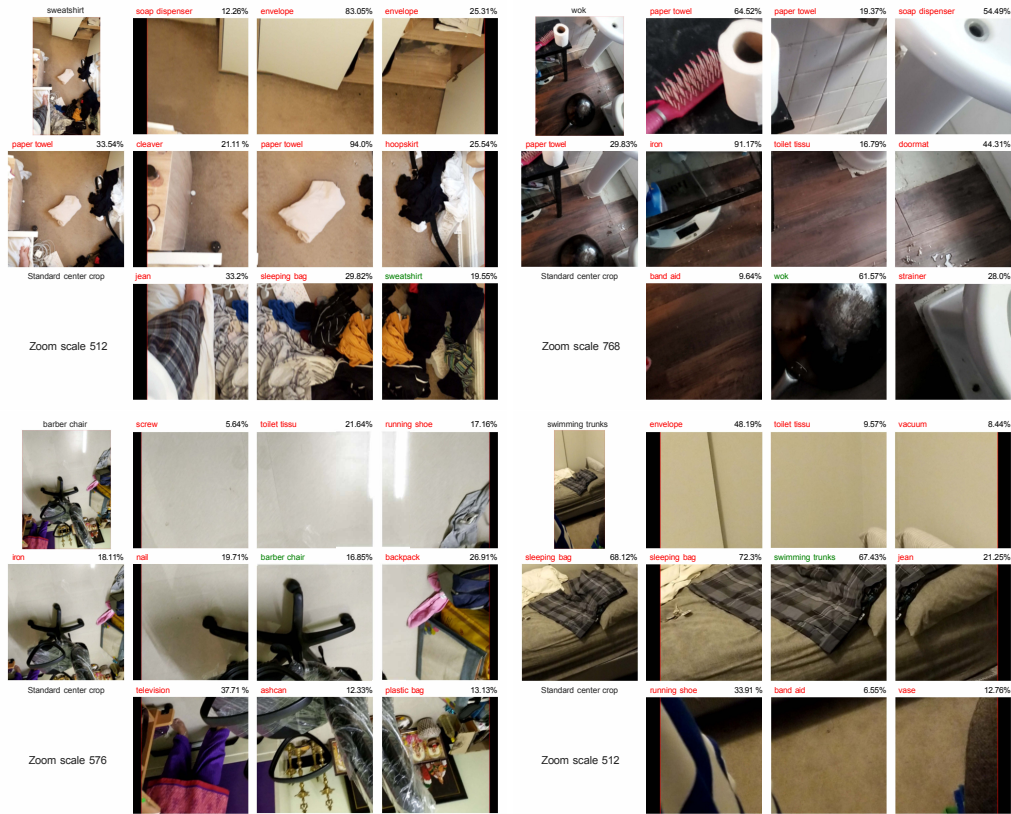 sweatshirt
soap dispenser 12.26%
envelope 83.05%
envelope 25.31%
paper towel 33.54%
cleaver 21.11 %
paper towel 94.0%
hoopskirt 25.54%
Standard center crop
jean 33.2%
sleeping bag 29.82%
sweatshirt 19.55%
Zoom scale 512
wok
paper towel 64.52%
paper towel 19.37%
soap dispenser 54.49%
paper towel 29.83%
iron 91.17%
toilet tissu 16.79%
doormat 44.31%
Standard center crop
band aid 9.64%
wok 61.57%
strainer 28.0%
Zoom scale 768
barber chair
screw 5.64%
toilet tissu 21.64%
running shoe 17.16%
iron 18.11%
nail 19.71%
barber chair 16.85%
backpack 26.91%
Standard center crop
television 37.71 %
ashcan 12.33%
plastic bag 13.13%
Zoom scale 576
swimming trunks
envelope 48.19%
toilet tissu 9.57%
vacuum 8.44%
sleeping bag 68.12%
sleeping bag 72.3%
swimming trunks 67.43%
jean 21.25%
Standard center crop
running shoe 33.91 %
band aid 6.55%
vase 12.76%
Zoom scale 512